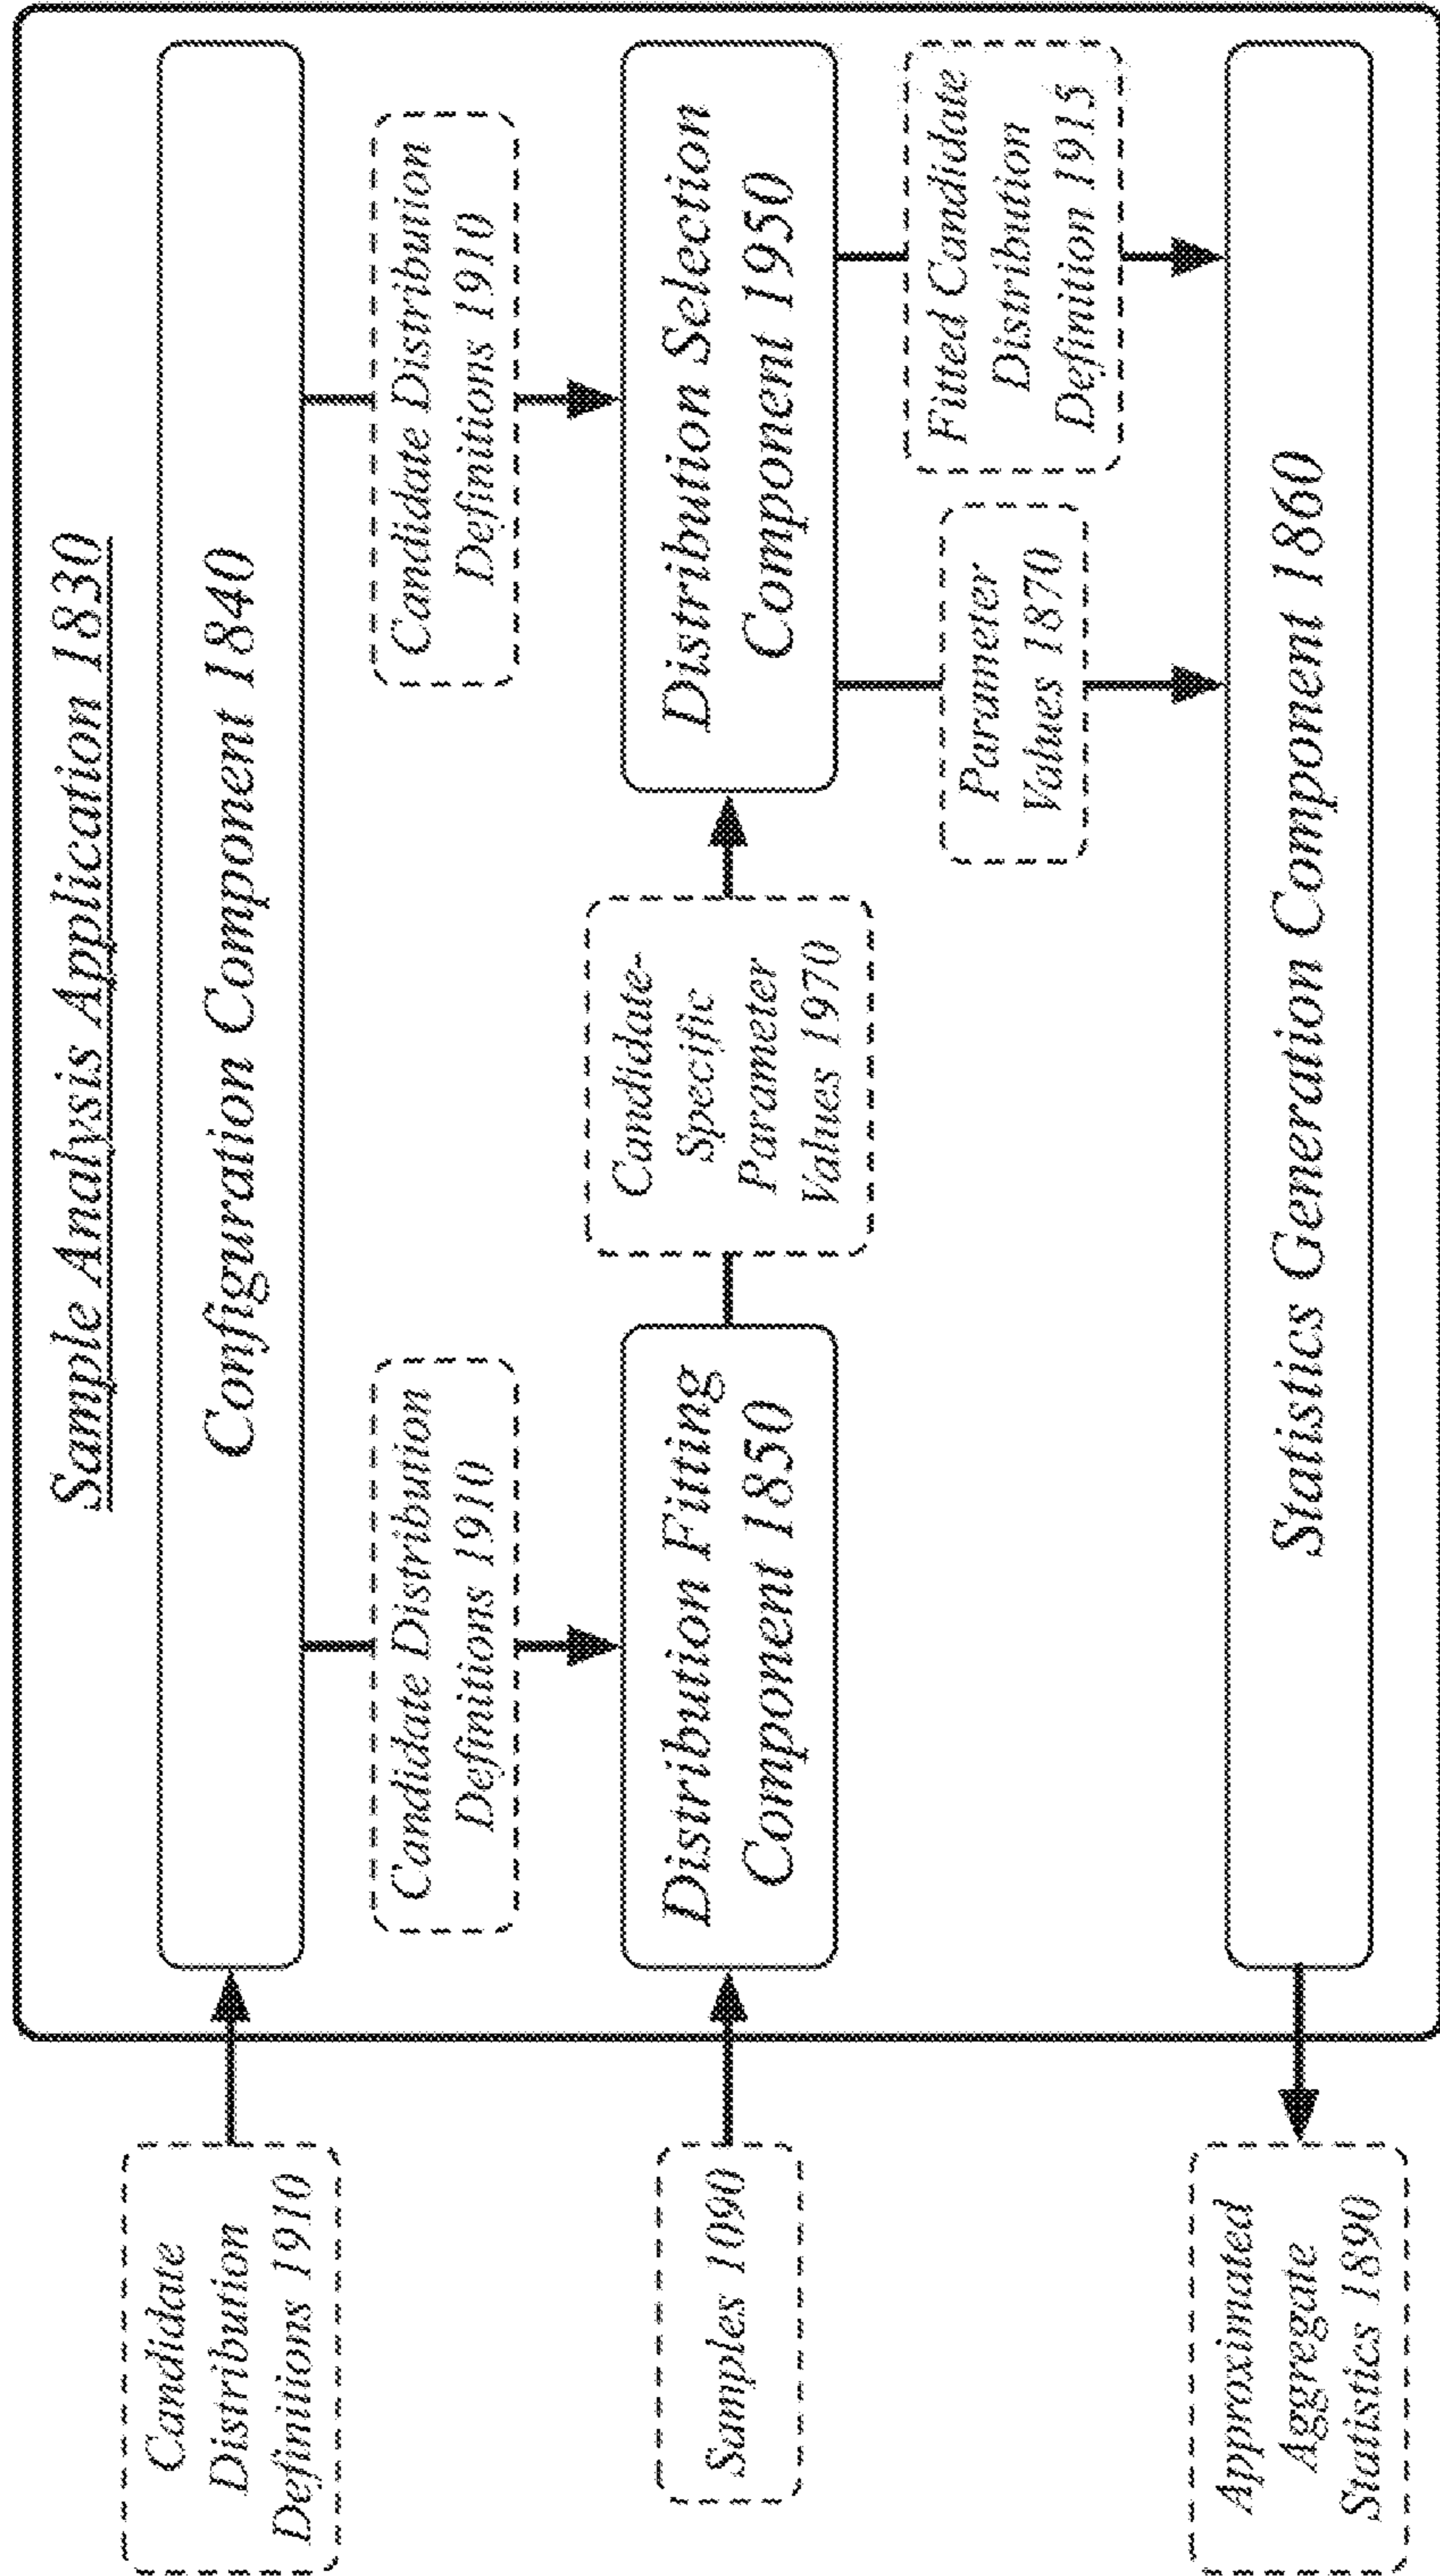 Sample Analysis Application 1830
Candidate
Distribution
Definitions 1910
Configuration Component 1840
Candidate Distribution
Definitions 1910
Candidate Distribution
Definitions 1910
Samples 1090
Distribution Fitting
Component 1850
Candidate-
Specific
Parameter
Values 1970
Distribution Selection
Component 1950
Parameter
Values 1870
Fitted Candidate
Distribution
Definition 1915
Approximated
Aggregate
Statistics 1890
Statistics Generation Component 1860